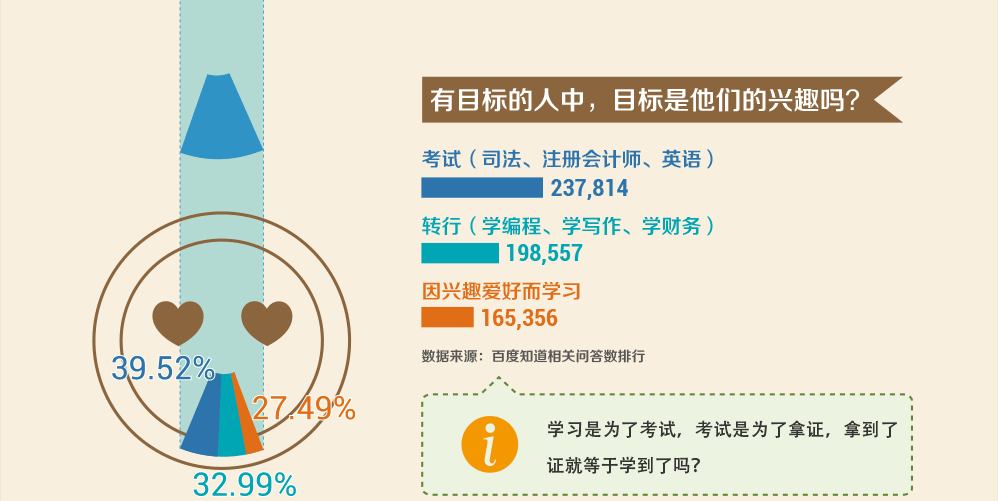 有目标的人中，目标是他们的兴趣吗？
考试（司法、注册会计师、英语）
237,814
转行（学编程、学写作、学财务）
198,557
因兴趣爱好而学习
165,356
数据来源：百度知道相关问答数排行
39.52%
27.49%
32.99%
i
学习是为了考试，考试是为了拿证，拿到了
证就等于学到了吗？